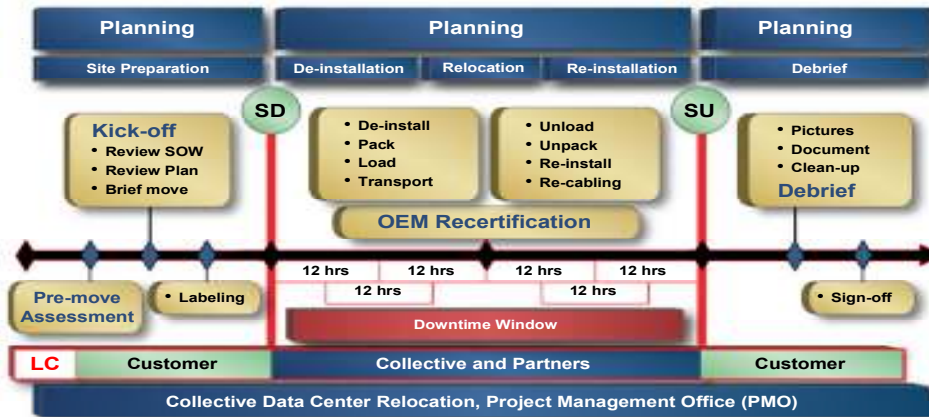 Planning
Planning
Planning
Site Preparation
De-installation
Relocation
Re-installation
Debrief
SD
SU
Kick-off
• Review SOW
• Review Plan
• Brief move
• De-install
• Pack
• Load
• Transport
• Unload
• Unpack
• Re-install
• Re-cabling
• Pictures
• Document
• Clean-up
Debrief
OEM Recertification
Pre-move
Assessment
• Labeling
12 hrs
12 hrs
12 hrs
12 hrs
12 hrs
12 hrs
• Sign-off
Downtime Window
LC
Customer
Collective and Partners
Customer
Collective Data Center Relocation, Project Management Office (PMO)